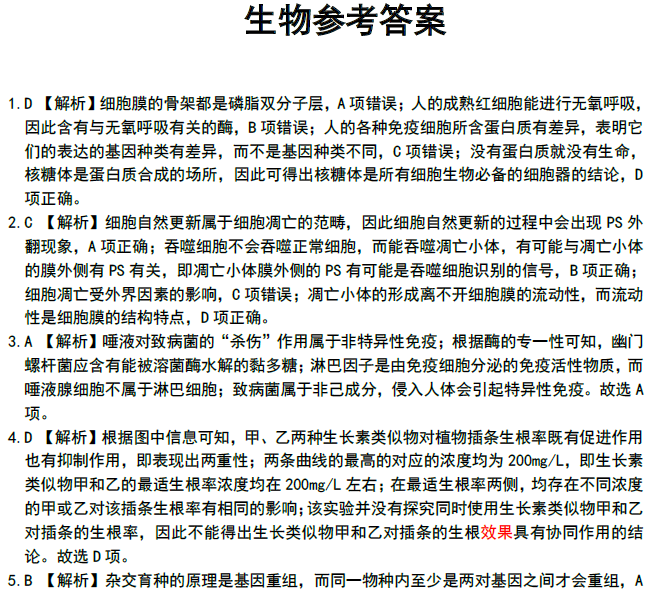 生物参考答案
1.D 【解析】细胞膜的骨架都是磷脂双分子层，A 项错误；人的成熟红细胞能进行无氧呼吸，
因此含有与无氧呼吸有关的酶，B 项错误；人的各种免疫细胞所含蛋白质有差异，表明它
们的表达的基因种类有差异，而不是基因种类不同，C 项错误；没有蛋白质就没有生命，
核糖体是蛋白质合成的场所，因此可得出核糖体是所有细胞生物必备的细胞器的结论，D
项正确。
2.C 【解析】细胞自然更新属于细胞凋亡的范畴，因此细胞自然更新的过程中会出现 PS 外
翻现象，A 项正确；吞噬细胞不会吞噬正常细胞，而能吞噬凋亡小体，有可能与凋亡小体
的膜外侧有 PS 有关，即凋亡小体膜外侧的 PS 有可能是吞噬细胞识别的信号，B 项正确；
细胞凋亡受外界因素的影响，C 项错误；凋亡小体的形成离不开细胞膜的流动性，而流动
性是细胞膜的结构特点，D 项正确。
3.A 【解析】唾液对致病菌的“杀伤”作用属于非特异性免疫；根据酶的专一性可知，幽门
螺杆菌应含有能被溶菌酶水解的黏多糖；淋巴因子是由免疫细胞分泌的免疫活性物质，而
唾液腺细胞不属于淋巴细胞；致病菌属于非己成分，侵入人体会引起特异性免疫。故选 A
项。
4.D 【解析】根据图中信息可知，甲、乙两种生长素类似物对植物插条生根率既有促进作用
也有抑制作用，即表现出两重性；两条曲线的最高的对应的浓度均为 200mg/L，即生长素
类似物甲和乙的最适生根率浓度均在 200mg/L 左右；在最适生根率两侧，均存在不同浓度
的甲或乙对该插条生根率有相同的影响；该实验并没有探究同时使用生长素类似物甲和乙
对插条的生根率，因此不能得出生长类似物甲和乙对插条的生根效果具有协同作用的结
论。故选 D 项。
5.B 【解析】杂交育种的原理是基因重组，而同一物种内至少是两对基因之间才会重组，A